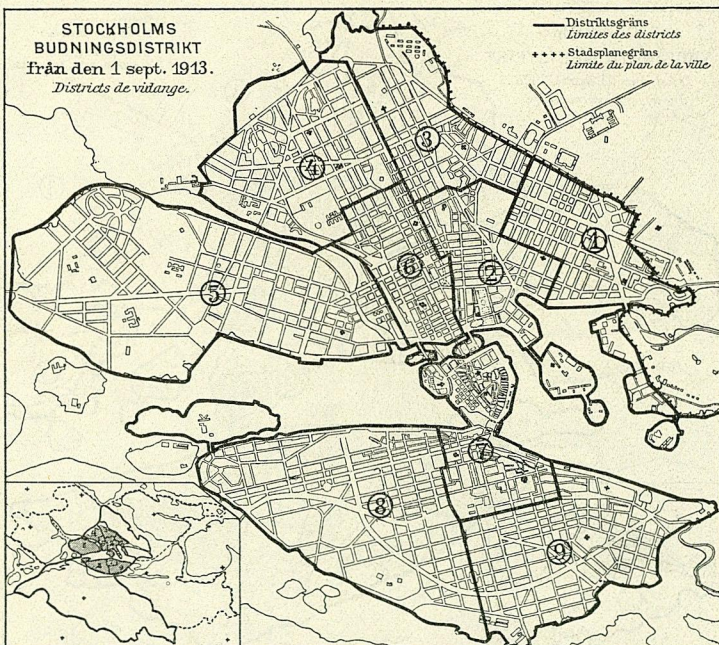 STOCKHOLMS
BUDNINGSDISTRIKT
från den 1 sept. 1913.
Districts de vidange.
Distriktsgräns
Limites des districts
Stadsplanegräns
Limite du plan de la ville
3
4
1
6
2
5
7
8
9